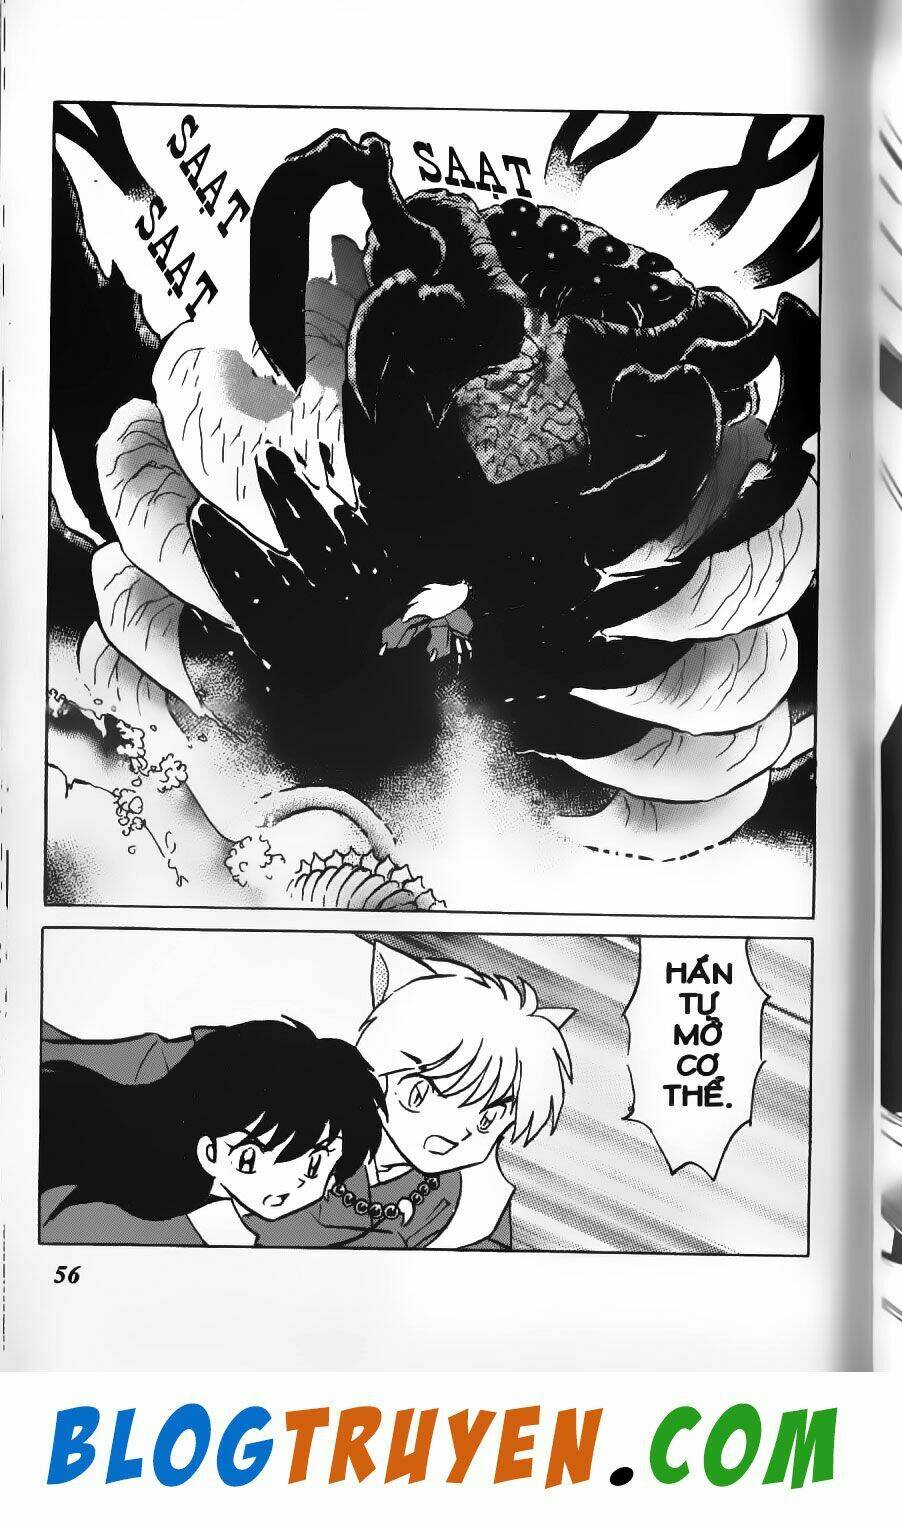 SAẠT
SAẠT
SAẠT
HẮN
TỰ
MỞ
CƠ
THỂ.
56
BLOGTRUYEN.COM